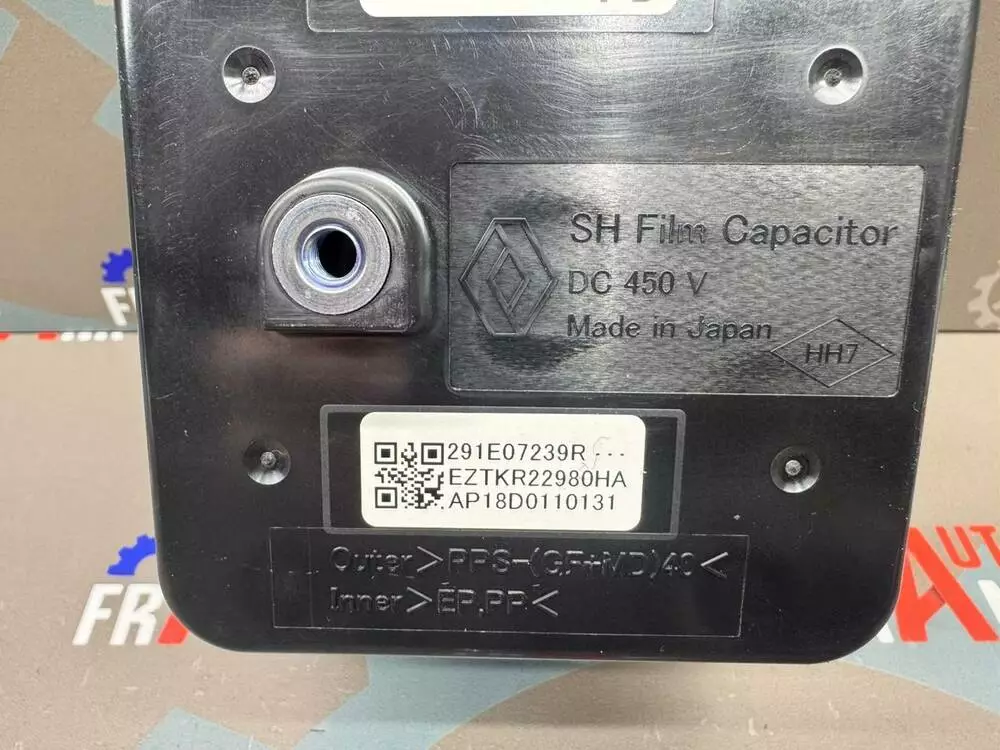 SH Film Capacitor
DC 450 V
Made in Japan
HH7
291E07239R ---
EZTKR22980HA
AP18D0110131
Outer>PPS-(GF+MD)40<
Inner>EP,PP<